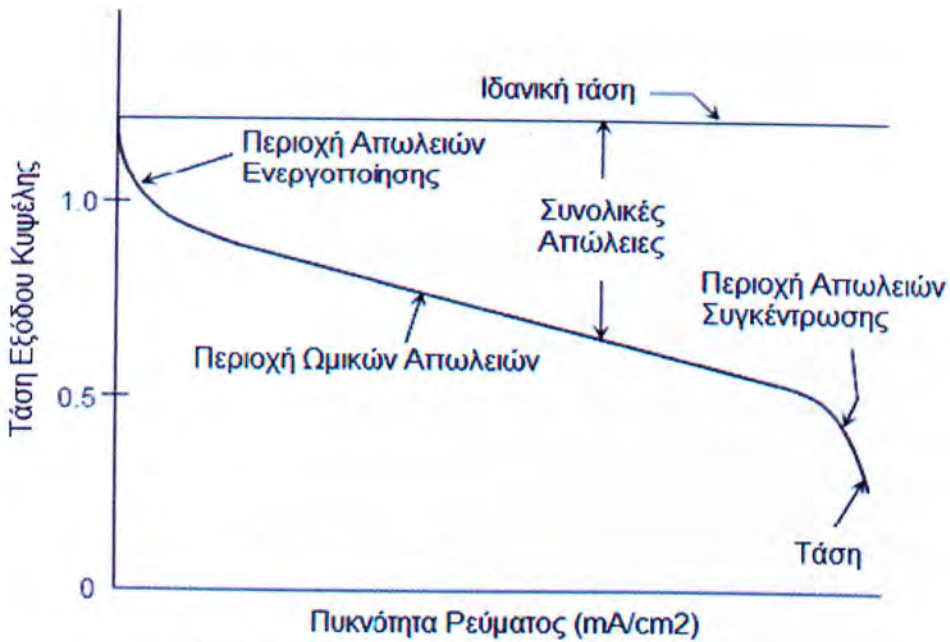 Ιδανική τάση
Περιοχή Απωλειών
Ενεργοποίησης
Συνολικές
Απώλειες
Περιοχή Απωλειών
Συγκέντρωσης
Περιοχή Ωμικών Απωλειών
Τάση
Τάση Εξόδου Κυψέλης
1.0
0.5
0
Πυκνότητα Ρεύματος (mA/cm2)